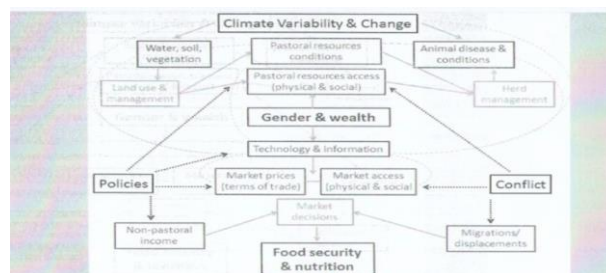 Climate Variability & Change
Water, soil,
vegetation
Pastoral resources
conditions
Animal disease &
conditions
Land use &
management
Pastoral resources access
(physical & social)
Herd
management
Gender & wealth
Technology & Information
Policies
Market prices
(terms of trade)
Market access
(physical & social
Conflict
Non-pastoral
income
Market
decisions
Migrations/
displacements
Food security
& nutrition